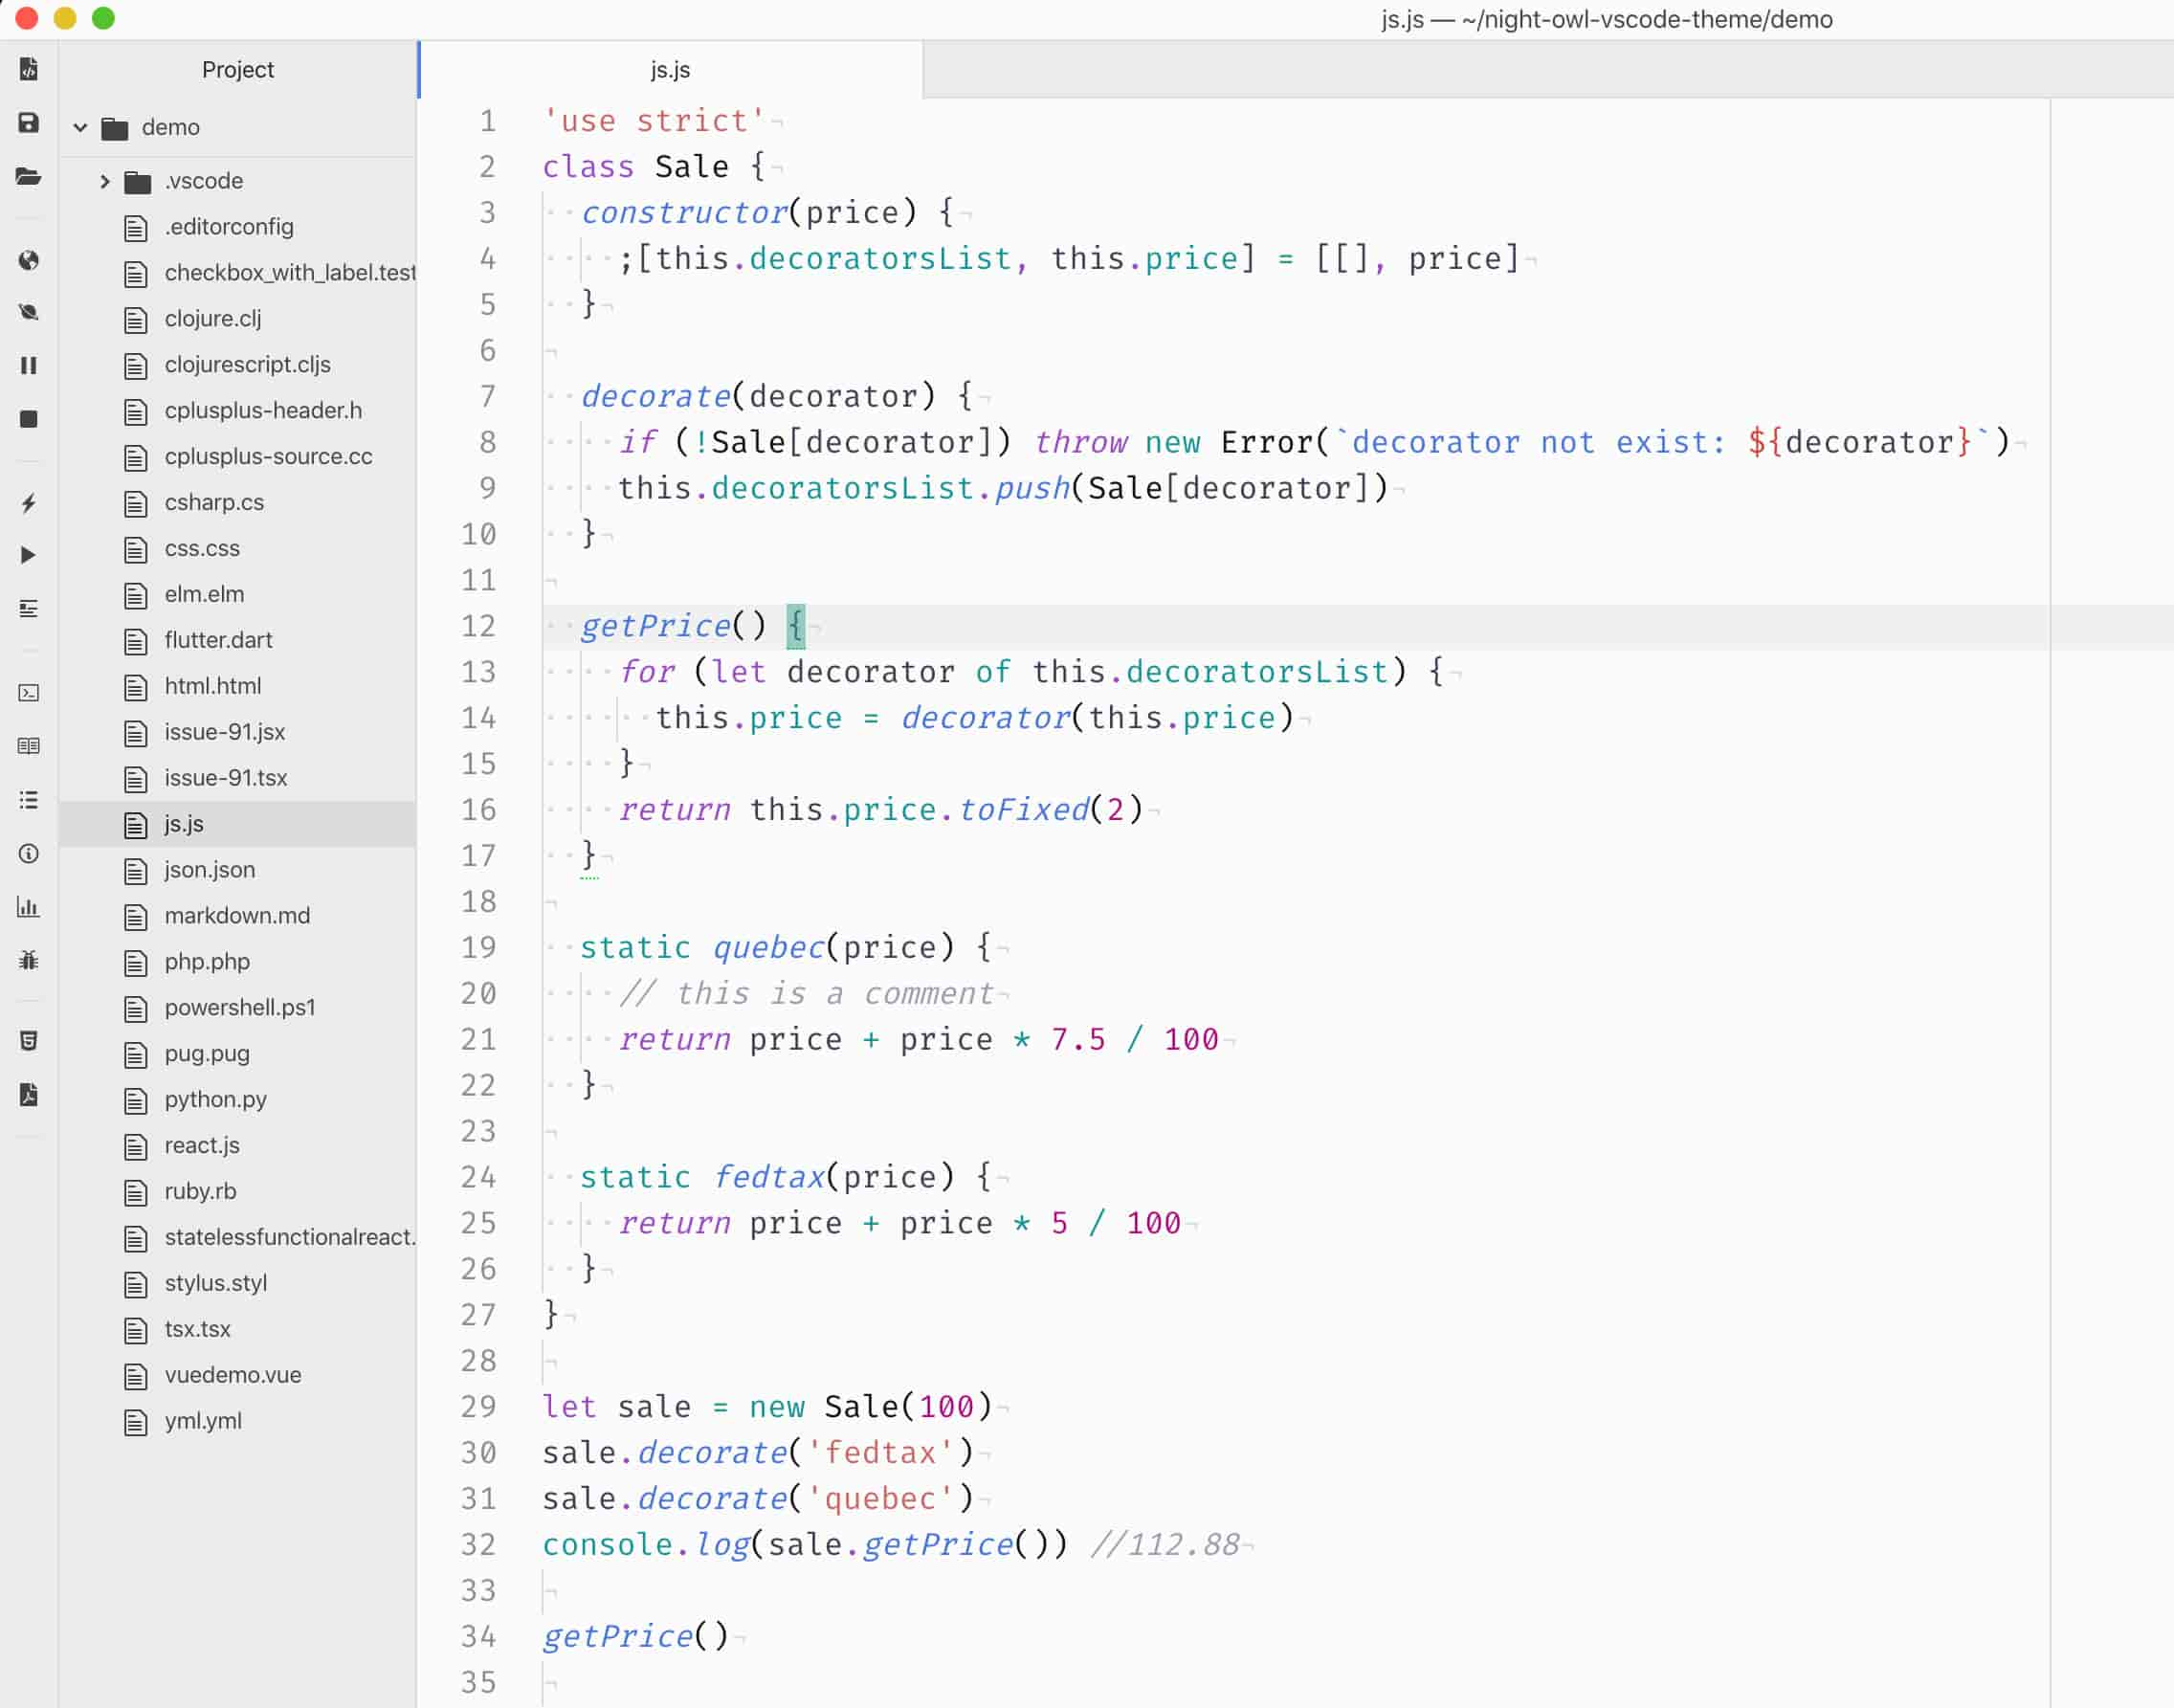 js.js — ~/night-owl-vscode-theme/demo
Project
demo
.vscode
.editorconfig
checkbox_with_label.test
clojure.clj
clojurescript.cljs
cplusplus-header.h
cplusplus-source.cc
csharp.cs
css.css
elm.elm
flutter.dart
html.html
issue-91.jsx
issue-91.tsx
js.js
json.json
markdown.md
php.php
powershell.ps1
pug.pug
python.py
react.js
ruby.rb
statelessfunctionalreact.
stylus.styl
tsx.tsx
vuedemo.vue
yml.yml
js.js
1 'use strict'
2 class Sale {
3   constructor(price) {
4     ;[this.decoratorsList, this.price] = [[], price]
5   }
6
7   decorate(decorator) {
8     if (!Sale[decorator]) throw new Error(`decorator not exist: ${decorator}`)
9     this.decoratorsList.push(Sale[decorator])
10   }
11
12   getPrice() {
13     for (let decorator of this.decoratorsList) {
14       this.price = decorator(this.price)
15     }
16     return this.price.toFixed(2)
17   }
18
19   static quebec(price) {
20     // this is a comment
21     return price + price * 7.5 / 100
22   }
23
24   static fedtax(price) {
25     return price + price * 5 / 100
26   }
27 }
28
29 let sale = new Sale(100)
30 sale.decorate('fedtax')
31 sale.decorate('quebec')
32 console.log(sale.getPrice()) //112.88
33
34 getPrice()
35